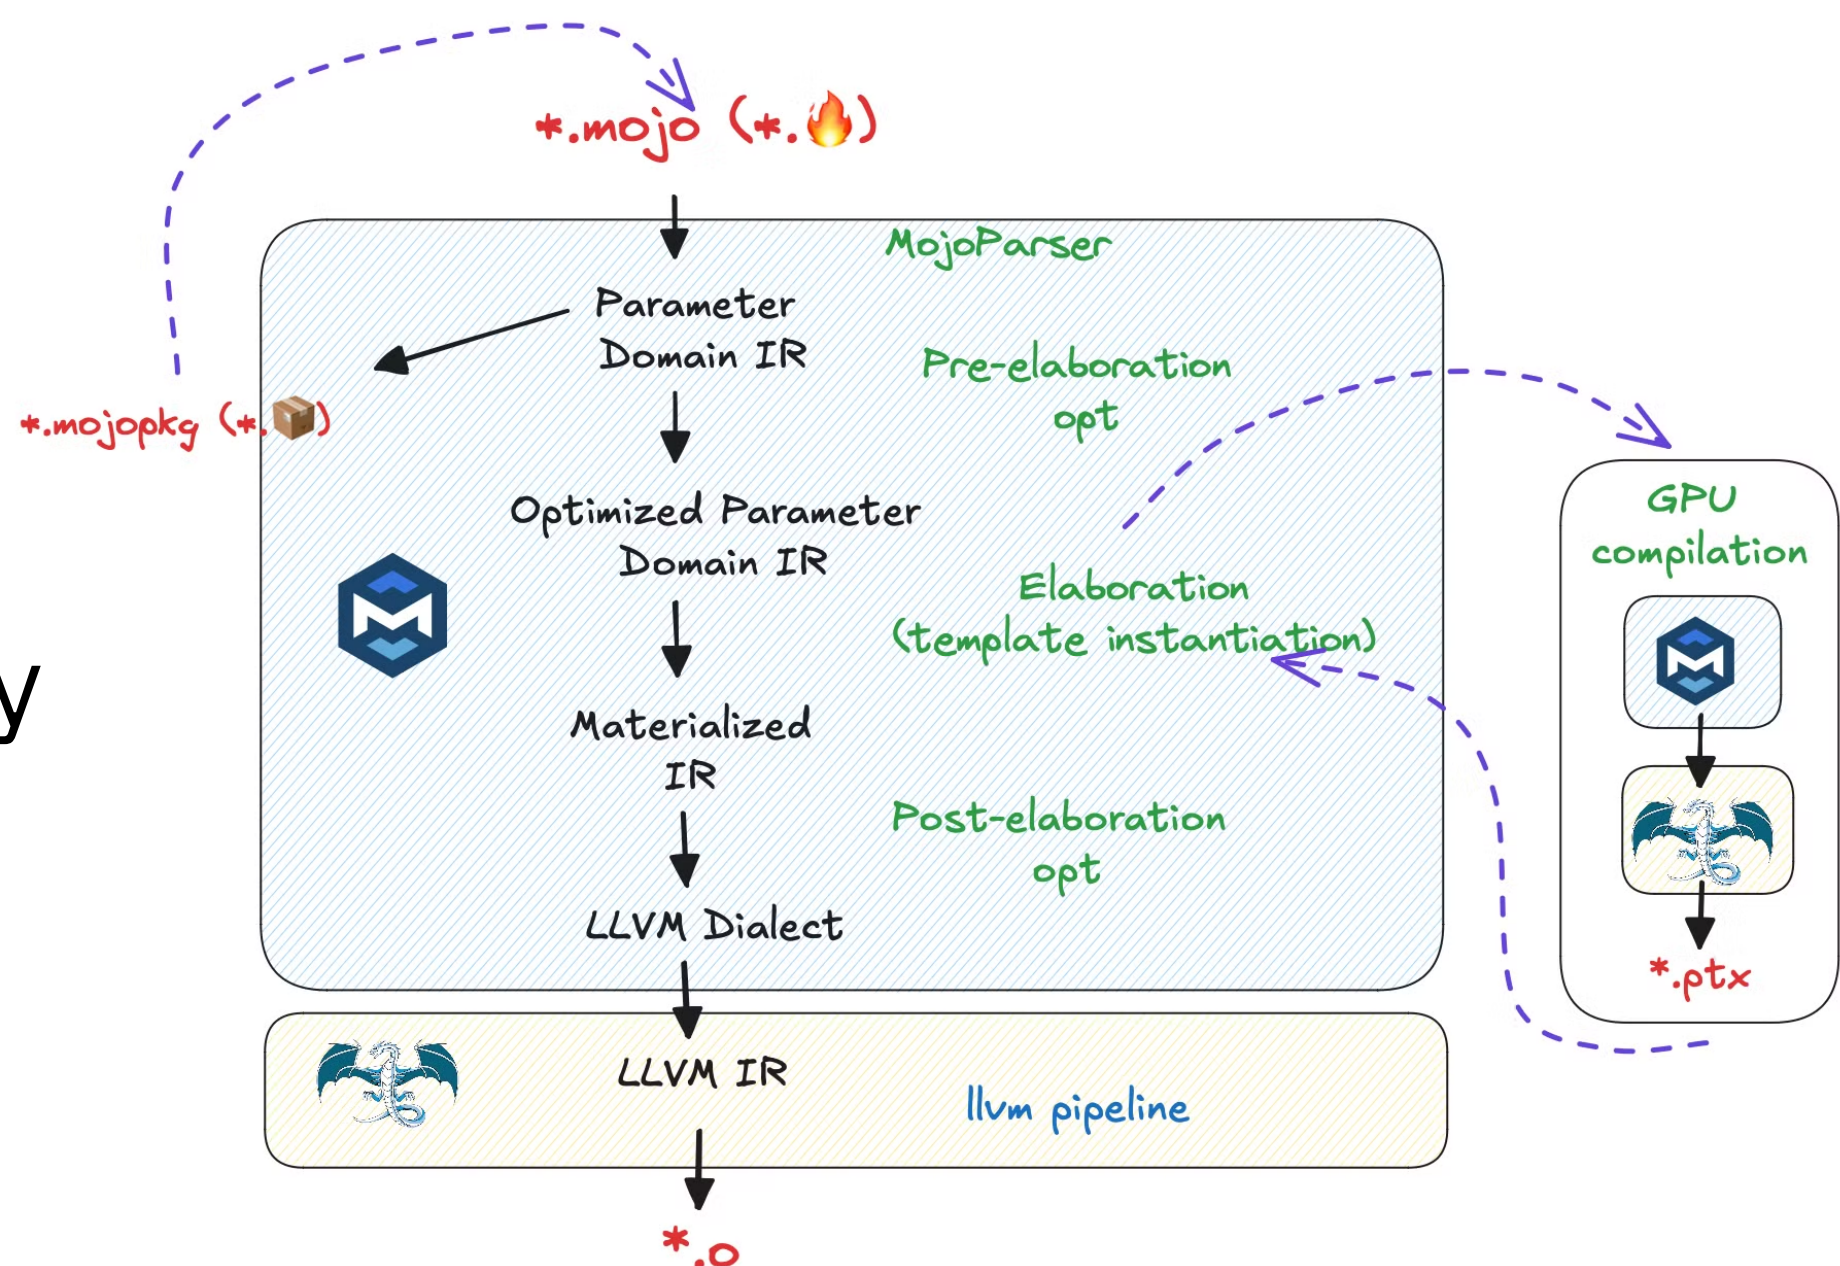 *.mojo (*.🔥)
MojoParser
Parameter
Domain IR
Pre-elaboration
opt
*.mojopkg (*.📦)
Optimized Parameter
Domain IR
Elaboration
(template instantiation)
Materialized
IR
Post-elaboration
opt
LLVM Dialect
LLVM IR
llvm pipeline
*.o
GPU
compilation
*.ptx
y